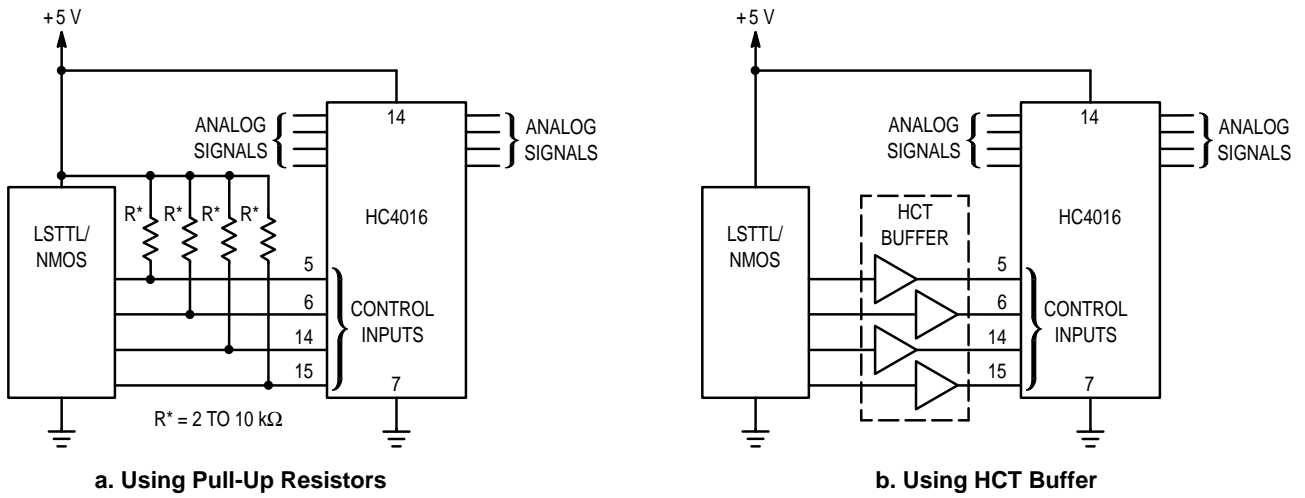 +5 V
14
ANALOG
SIGNALS
ANALOG
SIGNALS
R* R* R* R*
HC4016
LSTTL/
NMOS
5
6
14
15
CONTROL
INPUTS
7
R* = 2 TO 10 kΩ
a. Using Pull-Up Resistors
+5 V
14
ANALOG
SIGNALS
ANALOG
SIGNALS
HC4016
LSTTL/
NMOS
HCT
BUFFER
5
6
14
15
CONTROL
INPUTS
7
b. Using HCT Buffer